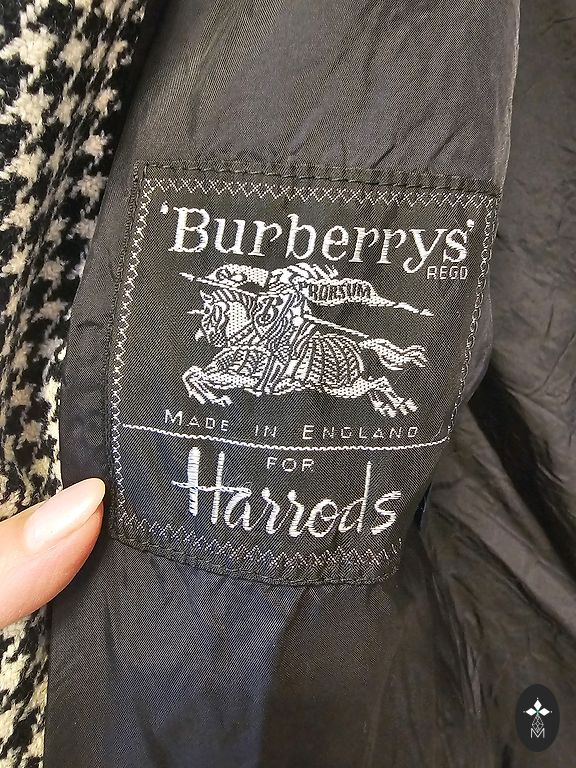 'Burberrys'
REGD
PRORSUM
B
MADE IN ENGLAND
FOR
Harrods
M